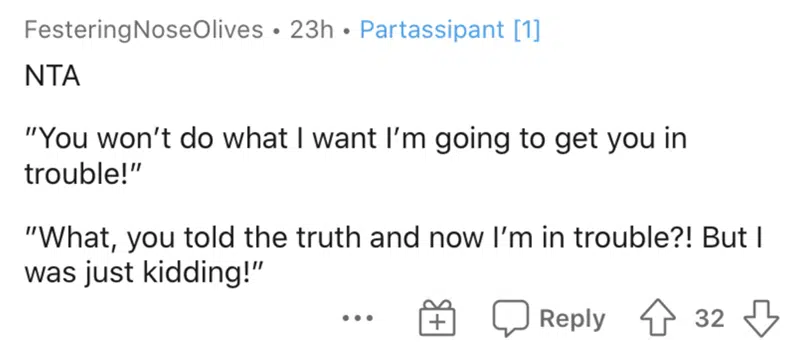 FesteringNoseOlives • 23h • Partassipant [1]
NTA
"You won't do what I want I'm going to get you in
trouble!"
"What, you told the truth and now I'm in trouble?! But I
was just kidding!"
Reply 32